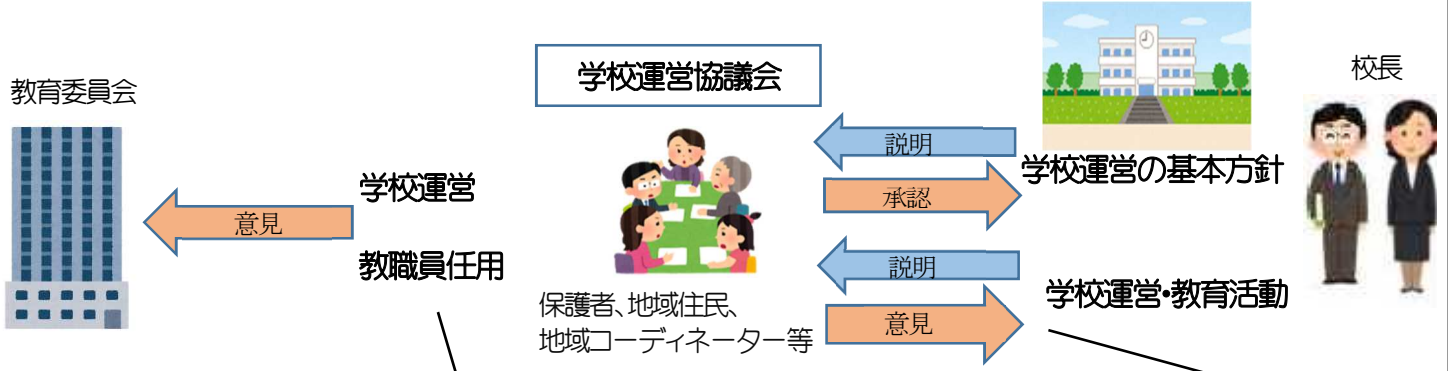 教育委員会
意見
学校運営
教職員任用
学校運営協議会
保護者、地域住民、
地域コーディネーター等
説明
承認
説明
意見
学校運営の基本方針
学校運営・教育活動
校長